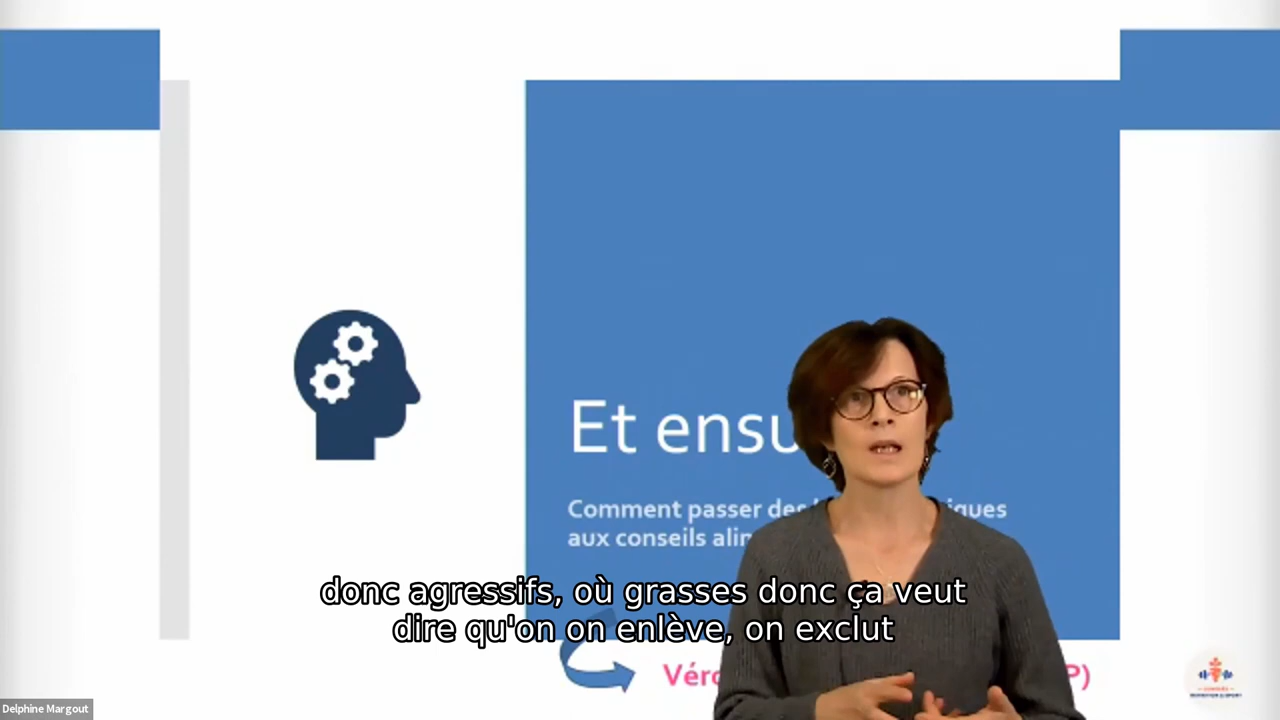 Et ensu
Comment passer des
iques
aux conseils alim
donc agressifs, où grasses donc ça veut
dire qu'on on enlève, on exclut
Véro
P)
Delphine Margout